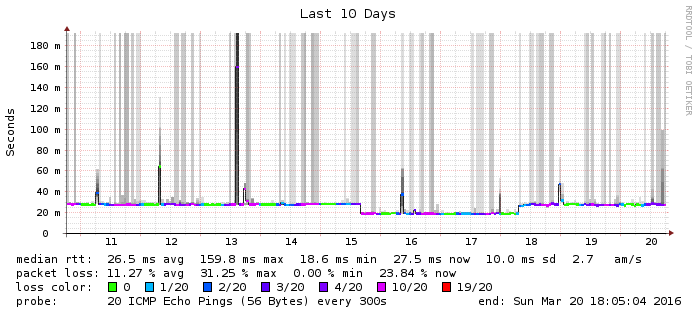 Last 10 Days
RRDTOOL / TOBI OETIKER
Seconds
180 m
160 m
140 m
120 m
100 m
80 m
60 m
40 m
20 m
0
11 12 13 14 15 16 17 18 19 20
median rtt: 26.5 ms avg 159.8 ms max 18.6 ms min 27.5 ms now 10.0 ms sd 2.7 am/s
packet loss: 11.27 % avg 31.25 % max 0.00 % min 23.84 % now
loss color: 0 1/20 2/20 3/20 4/20 10/20 19/20
probe: 20 ICMP Echo Pings (56 Bytes) every 300s end: Sun Mar 20 18:05:04 2016